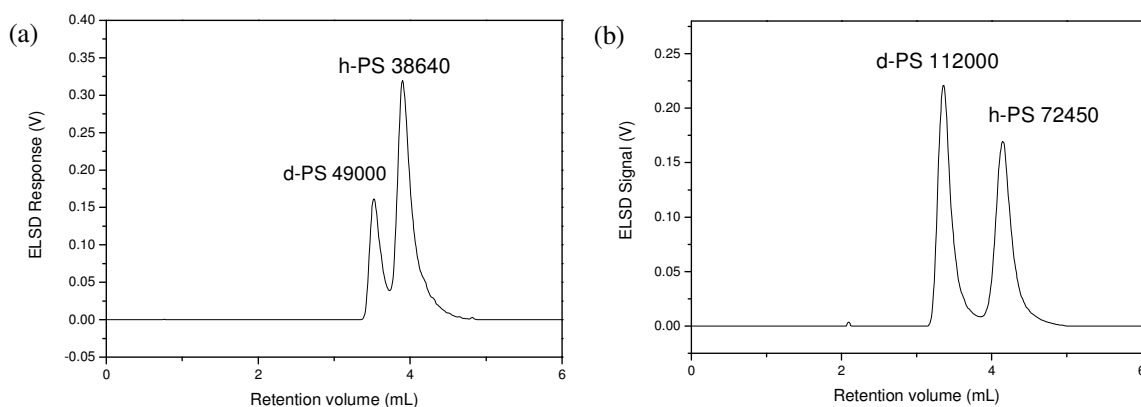 (a)
0.40
0.35
0.30
0.25
0.20
0.15
0.10
0.05
0.00
-0.05
ELSD Response (V)
h-PS 38640
d-PS 49000
0 2 4 6
Retention volume (mL)
(b)
0.25
0.20
0.15
0.10
0.05
0.00
ELSD Signal (V)
d-PS 112000
h-PS 72450
0 2 4 6
Retention volume (mL)